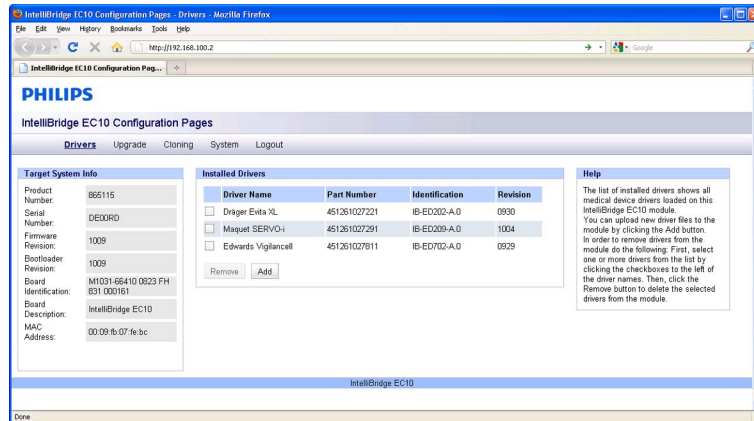 IntelliBridge EC10 Configuration Pages - Drivers - Mozilla Firefox
File Edit View History Bookmarks Tools Help
http://192.168.100.2
Google
IntelliBridge EC10 Configuration Pag...
PHILIPS
IntelliBridge EC10 Configuration Pages
Drivers Upgrade Cloning System Logout
Target System Info
Product Number: 865115
Serial Number: DE00RD
Firmware Revision: 1009
Bootloader Revision: 1009
Board Identification: M1031-66410 0823 FH 831 000161
Board Description: IntelliBridge EC10
MAC Address: 00:09:fb:07:fe:bc
Installed Drivers
Driver Name Part Number Identification Revision
Dräger Evita XL 451261027221 IB-ED202-A.0 0930
Maquet SERVO-i 451261027291 IB-ED209-A.0 1004
Edwards VigilanceII 451261027811 IB-ED702-A.0 0929
Remove Add
Help
The list of installed drivers shows all
medical device drivers loaded on this
IntelliBridge EC10 module.
You can upload new driver files to the
module by clicking the Add button.
In order to remove drivers from the
module do the following: First, select
one or more drivers from the list by
clicking the checkboxes to the left of
the driver names. Then, click the
Remove button to delete the selected
drivers from the module.
IntelliBridge EC10
Done